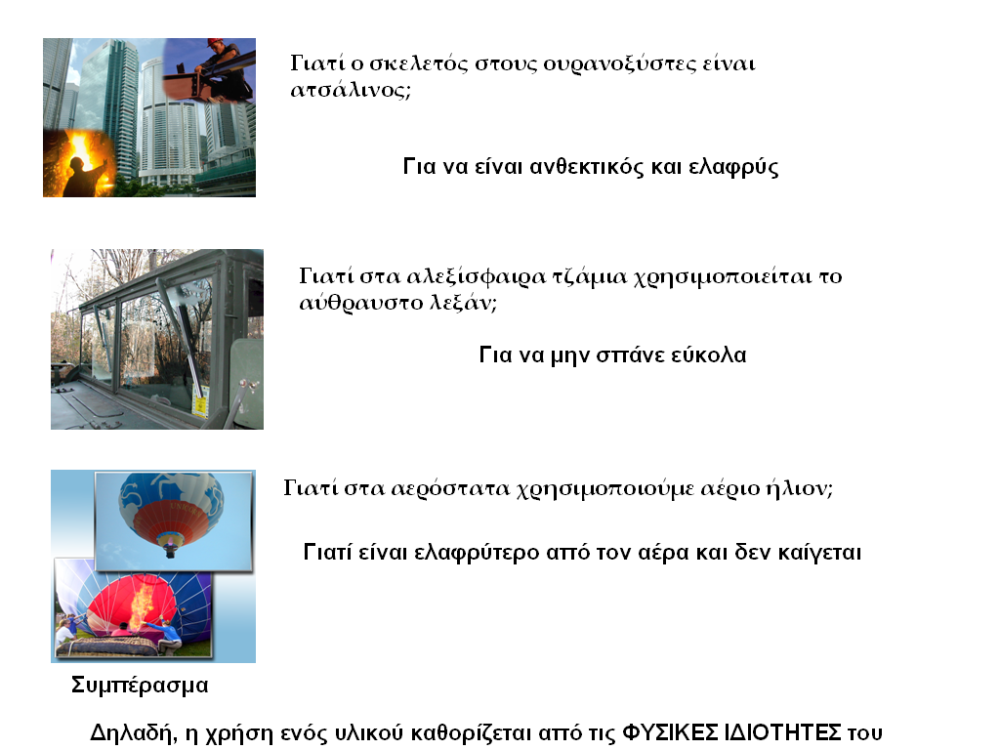 Γιατί ο σκελετός στους ουρανοξύστες είναι
ατσάλινος;
Για να είναι ανθεκτικός και ελαφρύς
Γιατί στα αλεξίσφαιρα τζάμια χρησιμοποιείται το
αύθραυστο λεξάν;
Για να μην σπάνε εύκολα
Γιατί στα αερόστατα χρησιμοποιούμε αέριο ήλιον;
Γιατί είναι ελαφρύτερο από τον αέρα και δεν καίγεται
Συμπέρασμα
Δηλαδή, η χρήση ενός υλικού καθορίζεται από τις ΦΥΣΙΚΕΣ ΙΔΙΟΤΗΤΕΣ του